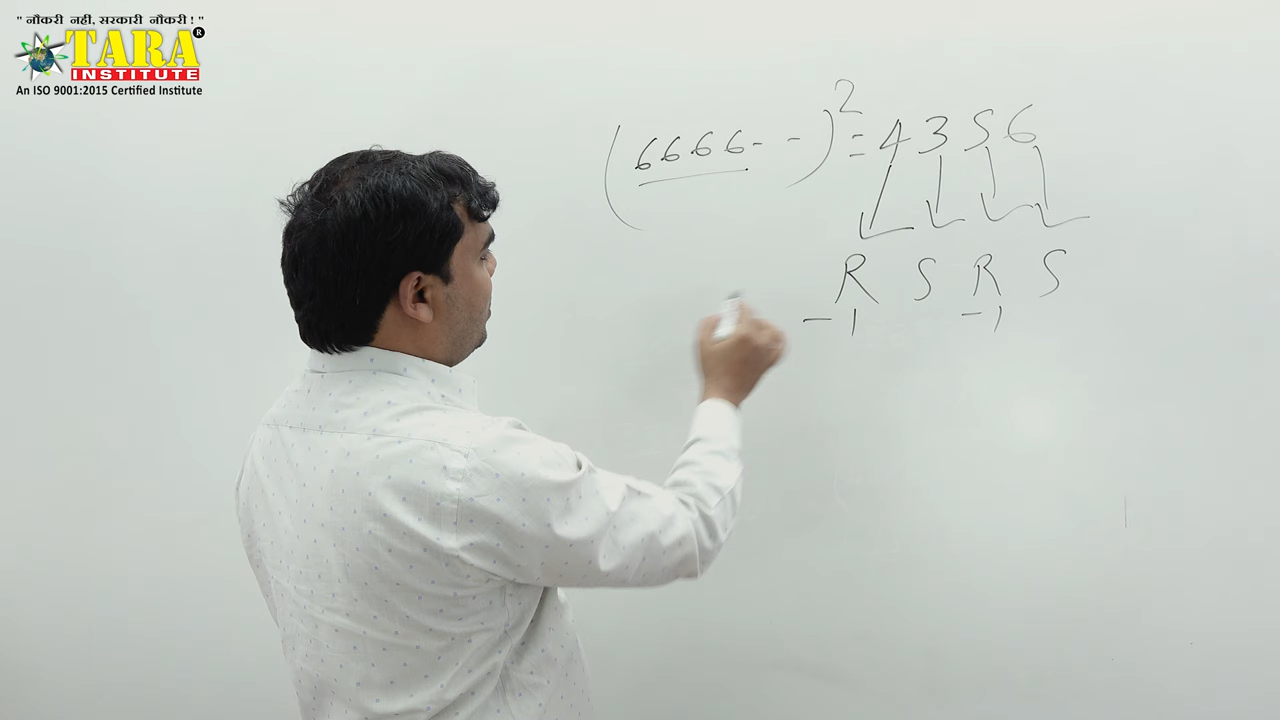 " नौकरी नहीं, सरकारी नौकरी ! "
TARA®
INSTITUTE
An ISO 9001:2015 Certified Institute
(6666- -)² = 4356
R S R S
-1 -1